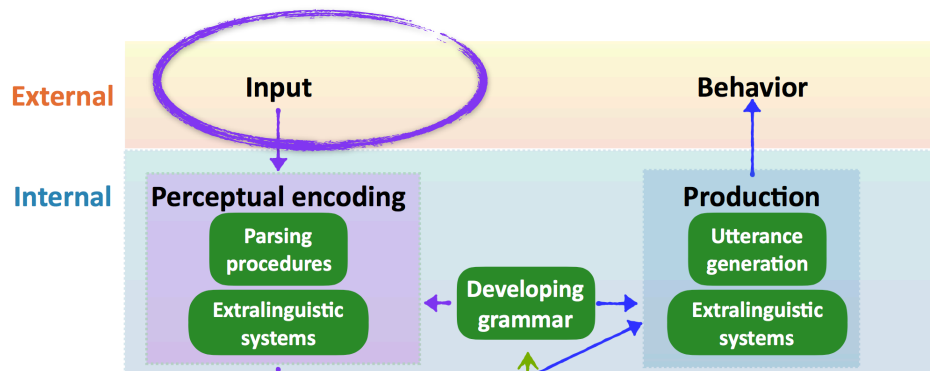 External
Input
Behavior
Internal
Perceptual encoding
Parsing
procedures
Extralinguistic
systems
Developing
grammar
Production
Utterance
generation
Extralinguistic
systems